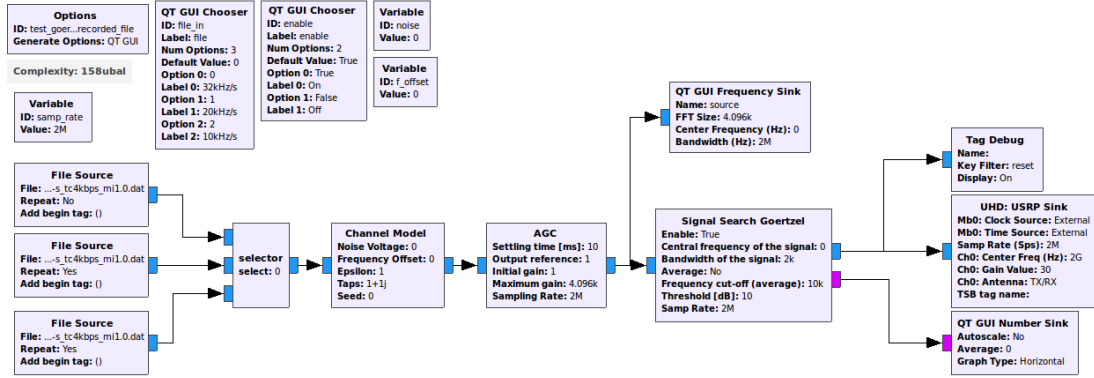 Options
ID: test_goer...recorded_file
Generate Options: QT GUI
Complexity: 158ubal
Variable
ID: samp_rate
Value: 2M
QT GUI Chooser
ID: file_in
Label: file
Num Options: 3
Default Value: 0
Option 0: 0
Label 0: 32kHz/s
Option 1: 1
Label 1: 20kHz/s
Option 2: 2
Label 2: 10kHz/s
QT GUI Chooser
ID: enable
Label: enable
Num Options: 2
Default Value: True
Option 0: True
Label 0: On
Option 1: False
Label 1: Off
Variable
ID: noise
Value: 0
Variable
ID: f_offset
Value: 0
File Source
File: ...-s_tc4kbps_mi1.0.dat
Repeat: No
Add begin tag: ()
File Source
File: ...-s_tc4kbps_mi1.0.dat
Repeat: Yes
Add begin tag: ()
File Source
File: ...-s_tc4kbps_mi1.0.dat
Repeat: Yes
Add begin tag: ()
selector
select: 0
Channel Model
Noise Voltage: 0
Frequency Offset: 0
Epsilon: 1
Taps: 1+1j
Seed: 0
AGC
Settling time [ms]: 10
Output reference: 1
Initial gain: 1
Maximum gain: 4.096k
Sampling Rate: 2M
QT GUI Frequency Sink
Name: source
FFT Size: 4.096k
Center Frequency (Hz): 0
Bandwidth (Hz): 2M
Signal Search Goertzel
Enable: True
Central frequency of the signal: 0
Bandwidth of the signal: 2k
Average: No
Frequency cut-off (average): 10k
Threshold [dB]: 10
Samp Rate: 2M
Tag Debug
Name:
Key Filter: reset
Display: On
UHD: USRP Sink
Mb0: Clock Source: External
Mb0: Time Source: External
Samp Rate (Sps): 2M
Ch0: Center Freq (Hz): 2G
Ch0: Gain Value: 30
Ch0: Antenna: TX/RX
TSB tag name:
QT GUI Number Sink
Autoscale: No
Average: 0
Graph Type: Horizontal